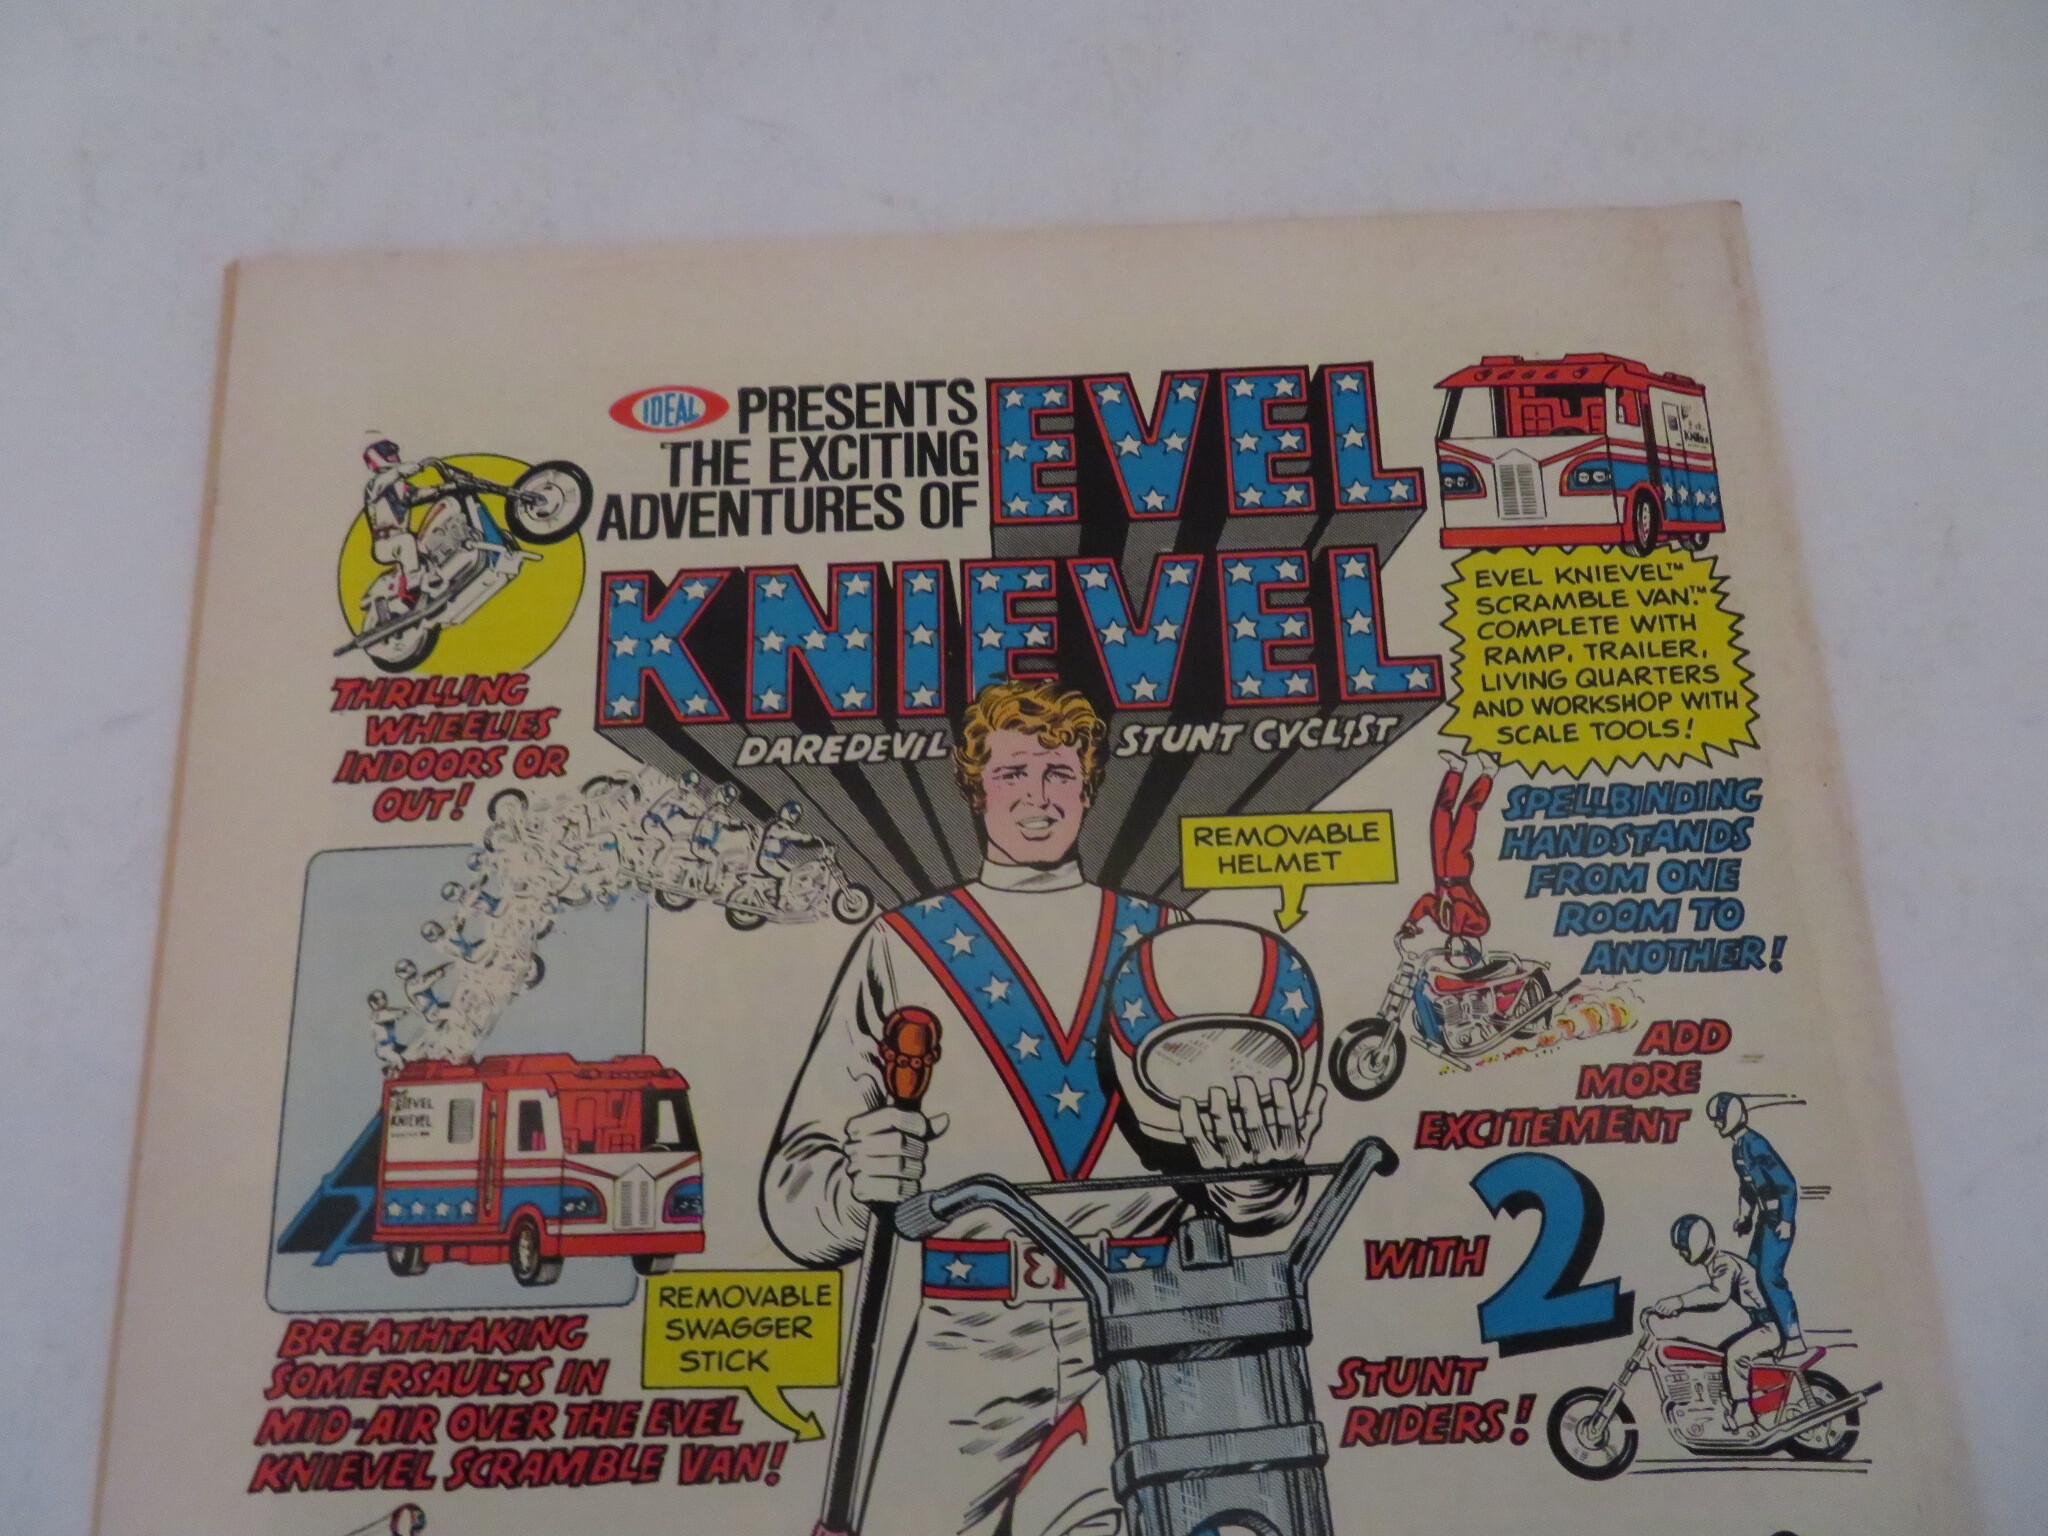 IDEAL PRESENTS
THE EXCITING
ADVENTURES OF
EVEL
KNIEVEL
DAREDEVIL STUNT CYCLIST
THRILLING
WHEELIES
INDOORS OR
OUT!
EVEL KNIEVEL™
SCRAMBLE VAN.™
COMPLETE WITH
RAMP, TRAILER,
LIVING QUARTERS
AND WORKSHOP WITH
SCALE TOOLS!
REMOVABLE
HELMET
SPELLBINDING
HANDSTANDS
FROM ONE
ROOM TO
ANOTHER!
ADD
MORE
EXCITEMENT
WITH 2
STUNT
RIDERS!
EVEL
KNIEVEL
REMOVABLE
SWAGGER
STICK
BREATHTAKING
SOMERSAULTS IN
MID-AIR OVER THE EVEL
KNIEVEL SCRAMBLE VAN!